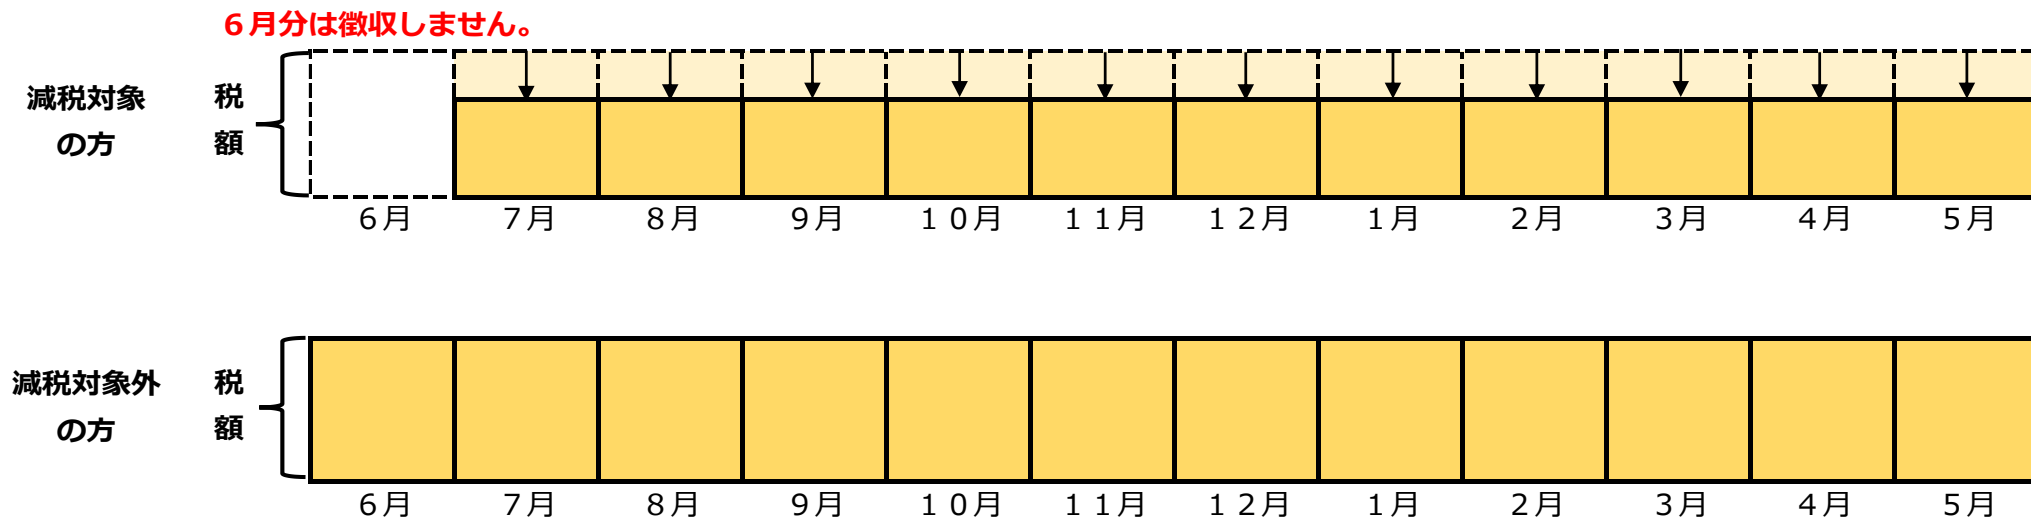 ６月分は徴収しません。
減税対象
の方
税
額
６月 ７月 ８月 ９月 １０月 １１月 １２月 １月 ２月 ３月 ４月 ５月
減税対象外
の方
税
額
６月 ７月 ８月 ９月 １０月 １１月 １２月 １月 ２月 ３月 ４月 ５月